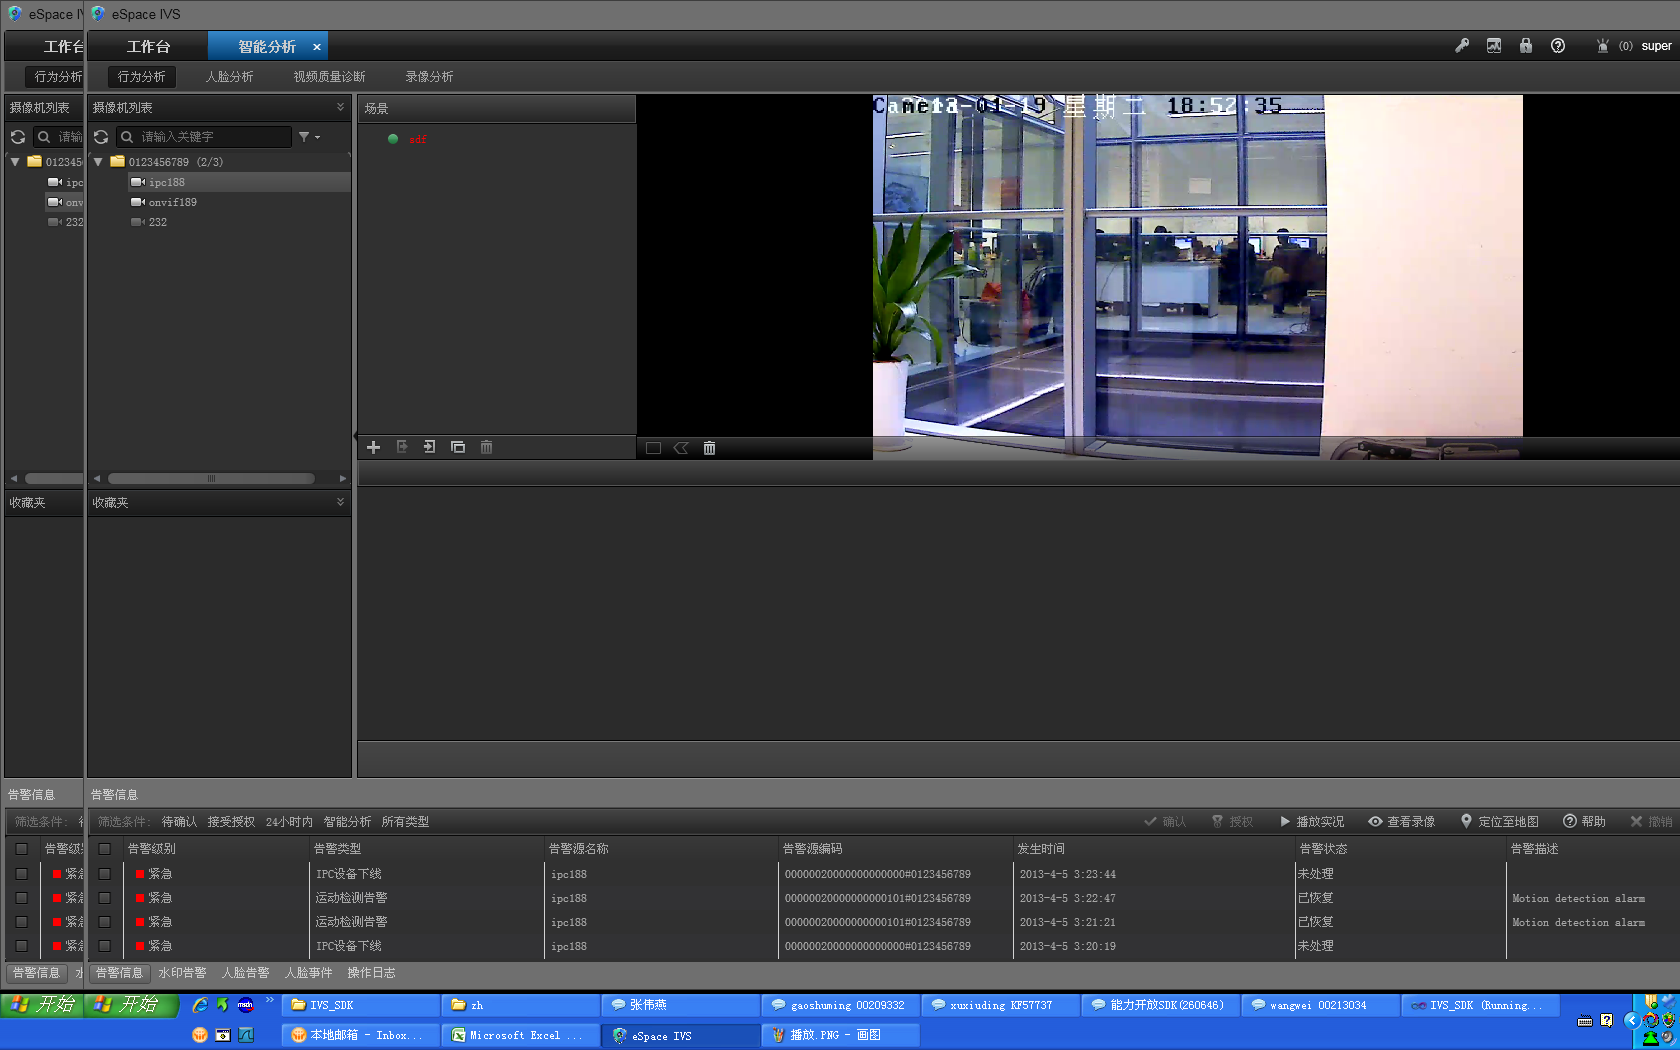 eSpace IV eSpace IVS
工作台 工作台 智能分析 × (0) super
行为分析 行为分析 人脸分析 视频质量诊断 录像分析
摄像机列表 摄像机列表 场景
请输 请输入关键字 adf
012345 0123456789 (2/3)
ipc ipc188
onv onvif189
232 232
星期二 18:52:35
收藏夹 收藏夹
告警信息 告警信息
筛选条件: 筛选条件: 待确认 接受授权 24小时内 智能分析 所有类型 确认 授权 播放实况 查看录像 定位至地图 帮助 撤销
告警级别 告警级别 告警类型 告警源名称 告警源编码 发生时间 告警状态 告警描述
紧急 紧急 IPC设备下线 ipc188 00000020000000000000#0123456789 2013-4-5 3:23:44 未处理
紧急 紧急 运动检测告警 ipc188 00000020000000000101#0123456789 2013-4-5 3:22:47 已恢复 Motion detection alarm
紧急 紧急 运动检测告警 ipc188 00000020000000000101#0123456789 2013-4-5 3:21:21 已恢复 Motion detection alarm
紧急 紧急 IPC设备下线 ipc188 00000020000000000000#0123456789 2013-4-5 3:20:19 未处理
告警信息 水 告警信息 水印告警 人脸告警 人脸事件 操作日志
开始 开始 msdn IVS_SDK zh 张伟燕 gaoshuming 00209332 xuxiuding KF57737 能力开放SDK(260646) wangwei 00213034 IVS_SDK (Running...
本地邮箱 - Inbox... Microsoft Excel ... eSpace IVS 播放.PNG - 画图